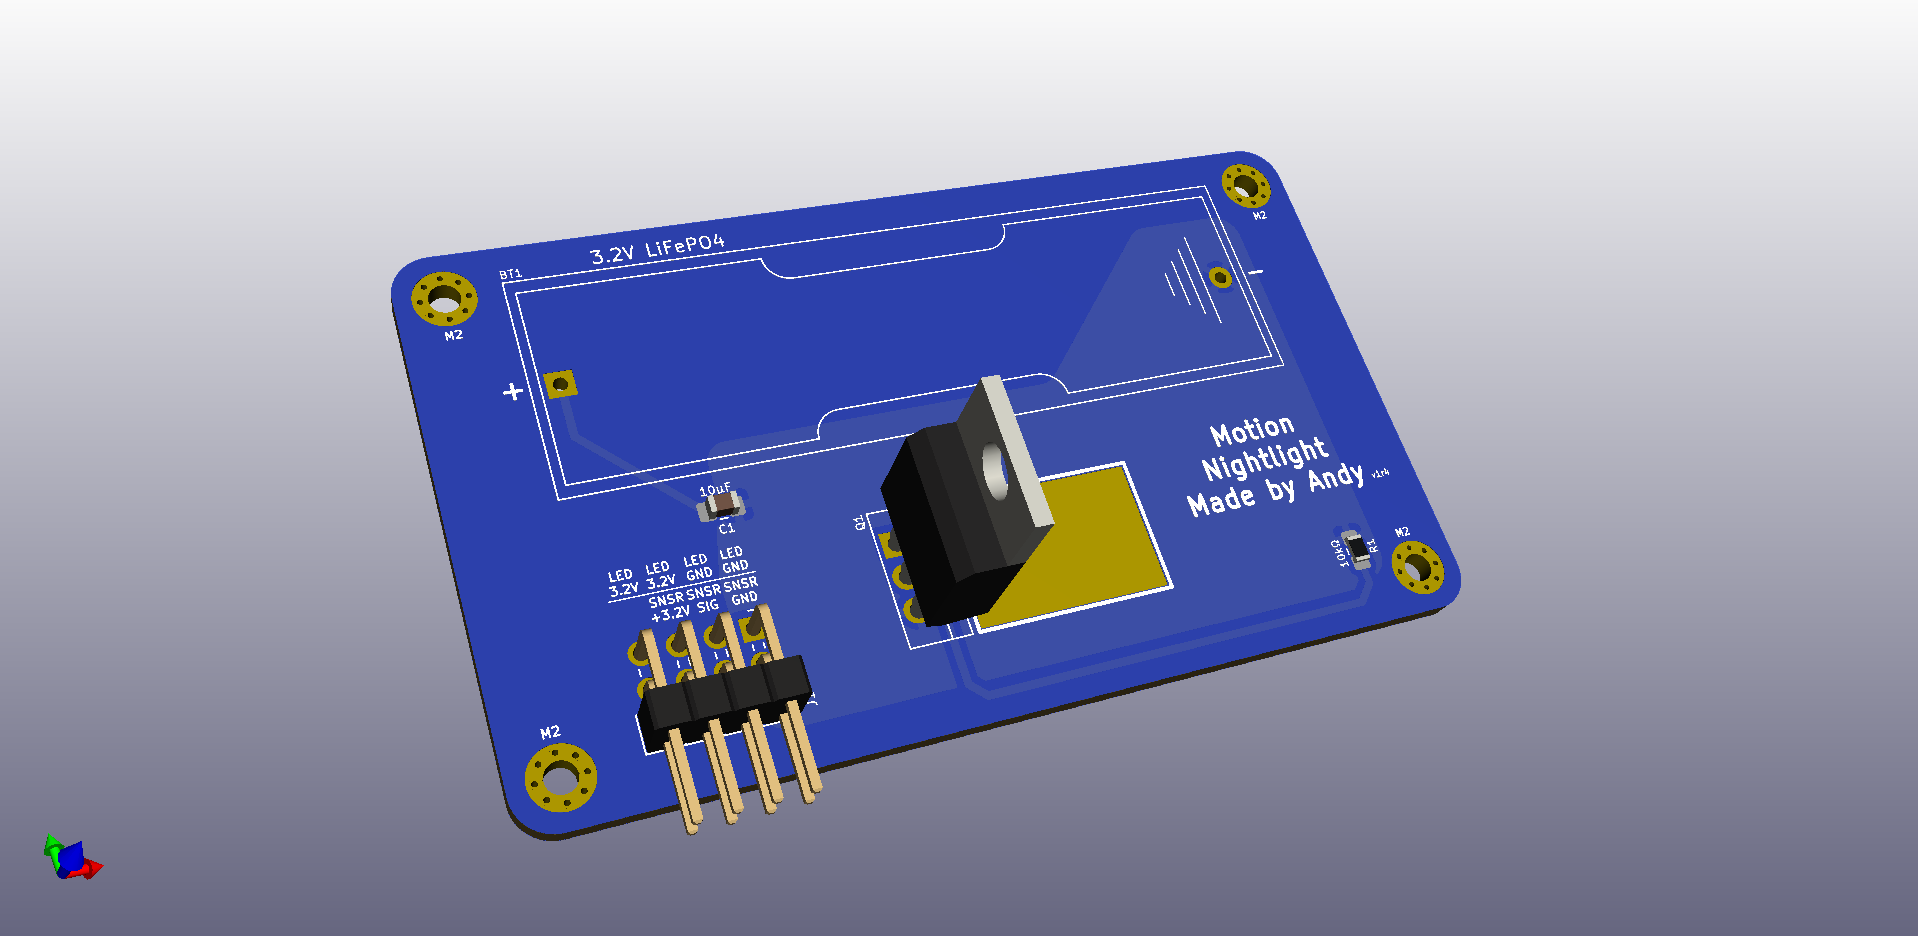 3.2V LiFePO4
BT1
M2
M2
+
−
Motion
Nightlight
Made by Andy v1r4
10uF
C1
Q1
10kΩ
R1
M2
LED LED LED LED
3.2V 3.2V GND GND
SNSR SNSR SNSR
+3.2V SIG GND
M2